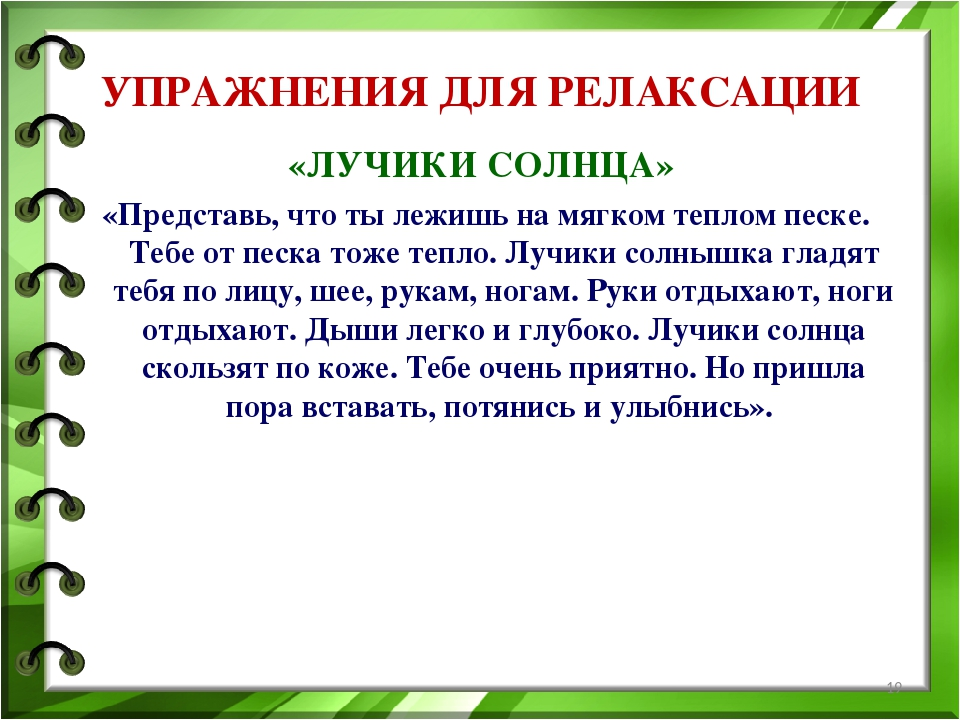 УПРАЖНЕНИЯ ДЛЯ РЕЛАКСАЦИИ
«ЛУЧИКИ СОЛНЦА»
«Представь, что ты лежишь на мягком теплом песке.
Тебе от песка тоже тепло. Лучики солнышка гладят
тебя по лицу, шее, рукам, ногам. Руки отдыхают, ноги
отдыхают. Дыши легко и глубоко. Лучики солнца
скользят по коже. Тебе очень приятно. Но пришла
пора вставать, потянись и улыбнись».
19